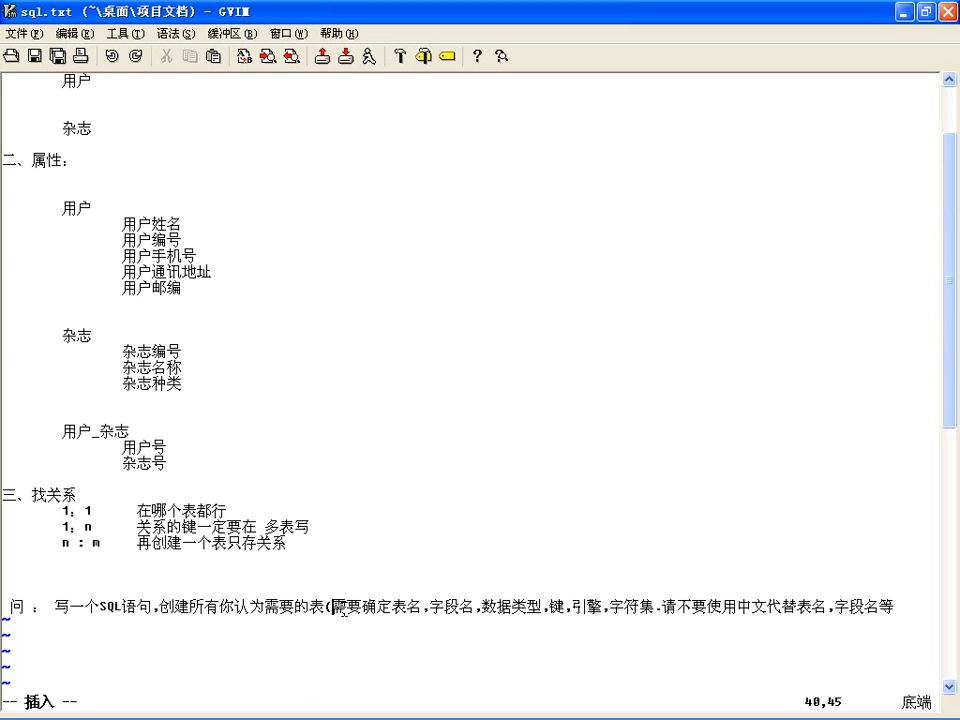 sql.txt (~\桌面\项目文档) - GVIM
文件(F) 编辑(E) 工具(T) 语法(S) 缓冲区(B) 窗口(W) 帮助(H)
用户
杂志
二、属性:
用户
用户姓名
用户编号
用户手机号
用户通讯地址
用户邮编
杂志
杂志编号
杂志名称
杂志种类
用户_杂志
用户号
杂志号
三、找关系
1: 1 在哪个表都行
1: n 关系的键一定要在 多表写
n : m 再创建一个表只存关系
问 : 写一个SQL语句,创建所有你认为需要的表(需要确定表名,字段名,数据类型,键,引擎,字符集.请不要使用中文代替表名,字段名等
~
~
~
~
~
-- 插入 -- 40,45 底端